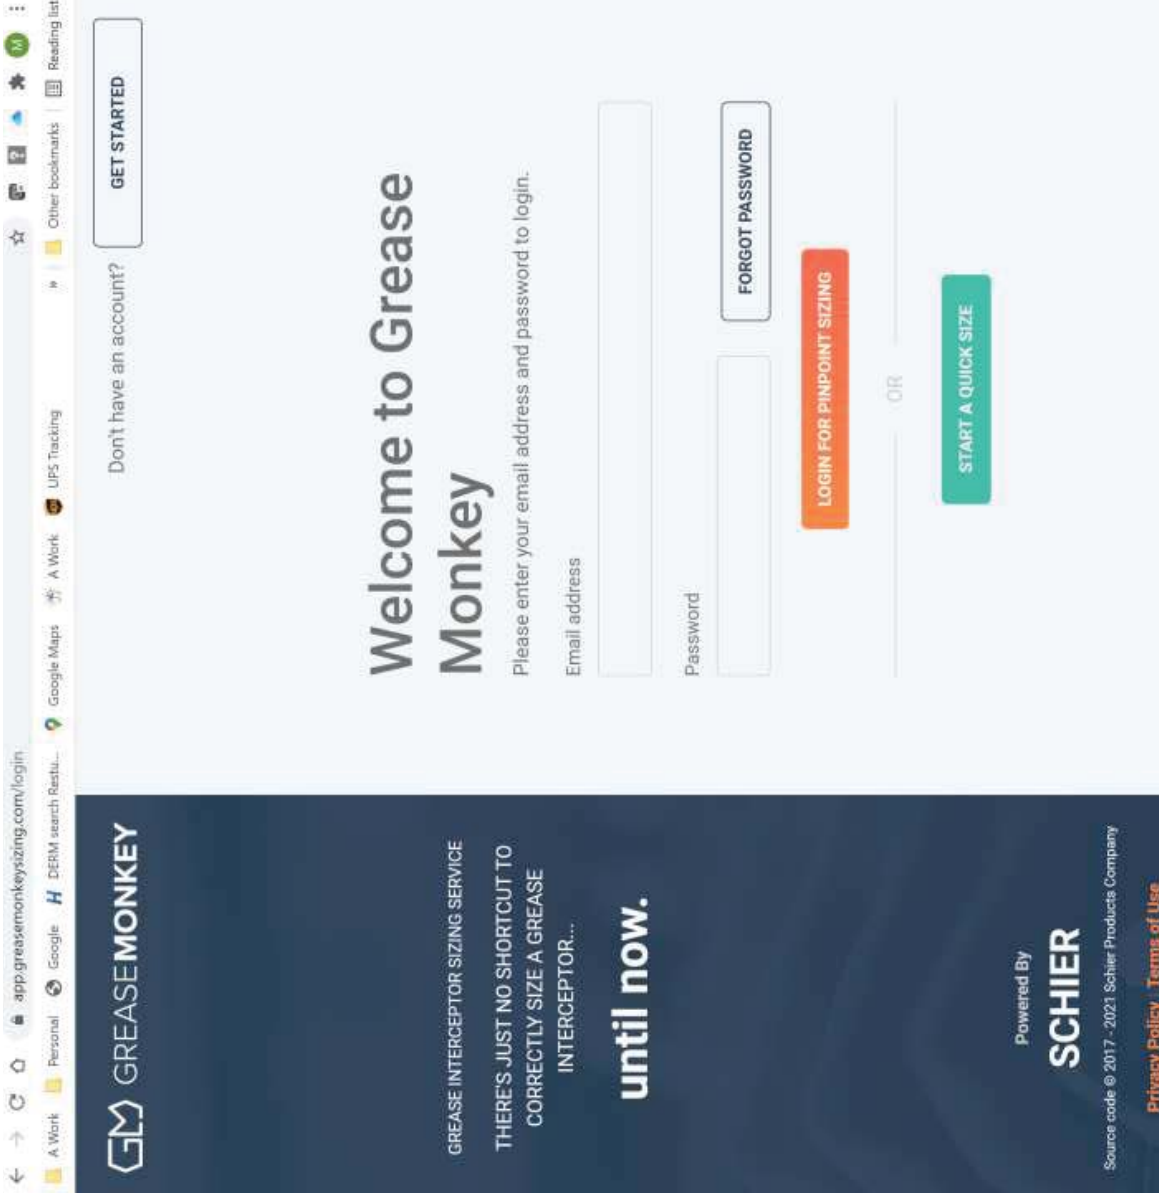 app.greasemonkeysizing.com/login
M
A Work
Personal
Google
H DERM search Restu...
Google Maps
A Work
UPS Tracking
»
Other bookmarks
Reading list
GM GREASEMONKEY
GREASE INTERCEPTOR SIZING SERVICE
THERE'S JUST NO SHORTCUT TO
CORRECTLY SIZE A GREASE
INTERCEPTOR...
until now.
Powered By
SCHIER
Source code © 2017 - 2021 Schier Products Company
Privacy Policy | Terms of Use
Don't have an account?
GET STARTED
Welcome to Grease
Monkey
Please enter your email address and password to login.
Email address
Password
FORGOT PASSWORD
LOGIN FOR PINPOINT SIZING
OR
START A QUICK SIZE